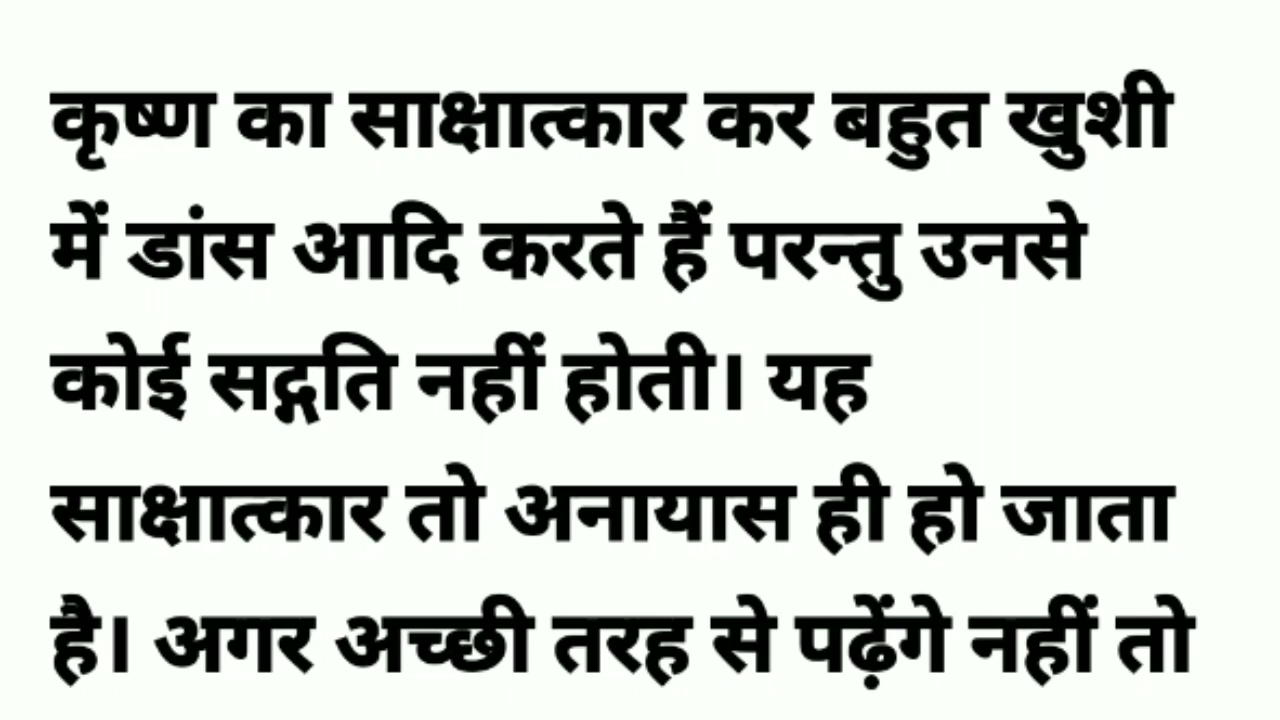 कृष्ण का साक्षात्कार कर बहुत खुशी
में डांस आदि करते हैं परन्तु उनसे
कोई सद्गति नहीं होती। यह
साक्षात्कार तो अनायास ही हो जाता
है। अगर अच्छी तरह से पढ़ेंगे नहीं तो